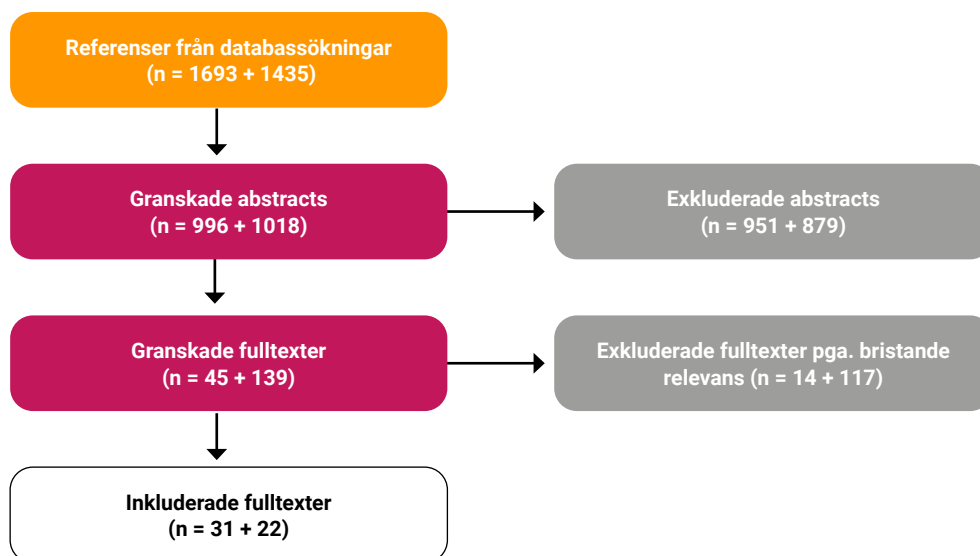 Referenser från databassökningar
(n = 1693 + 1435)
Granskade abstracts
(n = 996 + 1018)
Exkluderade abstracts
(n = 951 + 879)
Granskade fulltexter
(n = 45 + 139)
Exkluderade fulltexter pga. bristande
relevans (n = 14 + 117)
Inkluderade fulltexter
(n = 31 + 22)